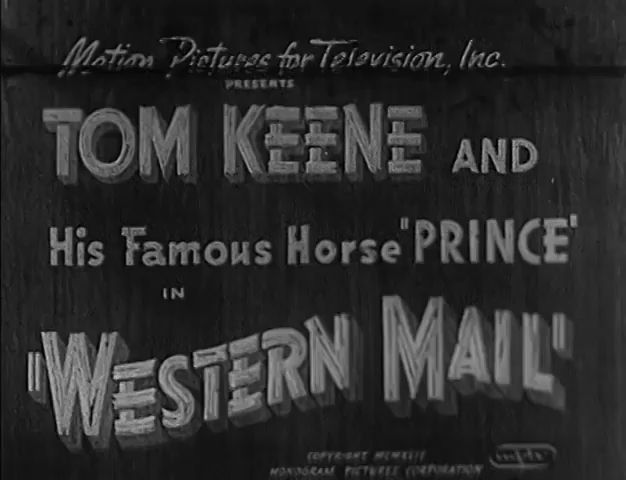 Motion Pictures for Television, Inc.
PRESENTS
TOM KEENE AND
His Famous Horse "PRINCE"
IN
"WESTERN MAIL"
COPYRIGHT MCMXLII
MONOGRAM PICTURES CORPORATION